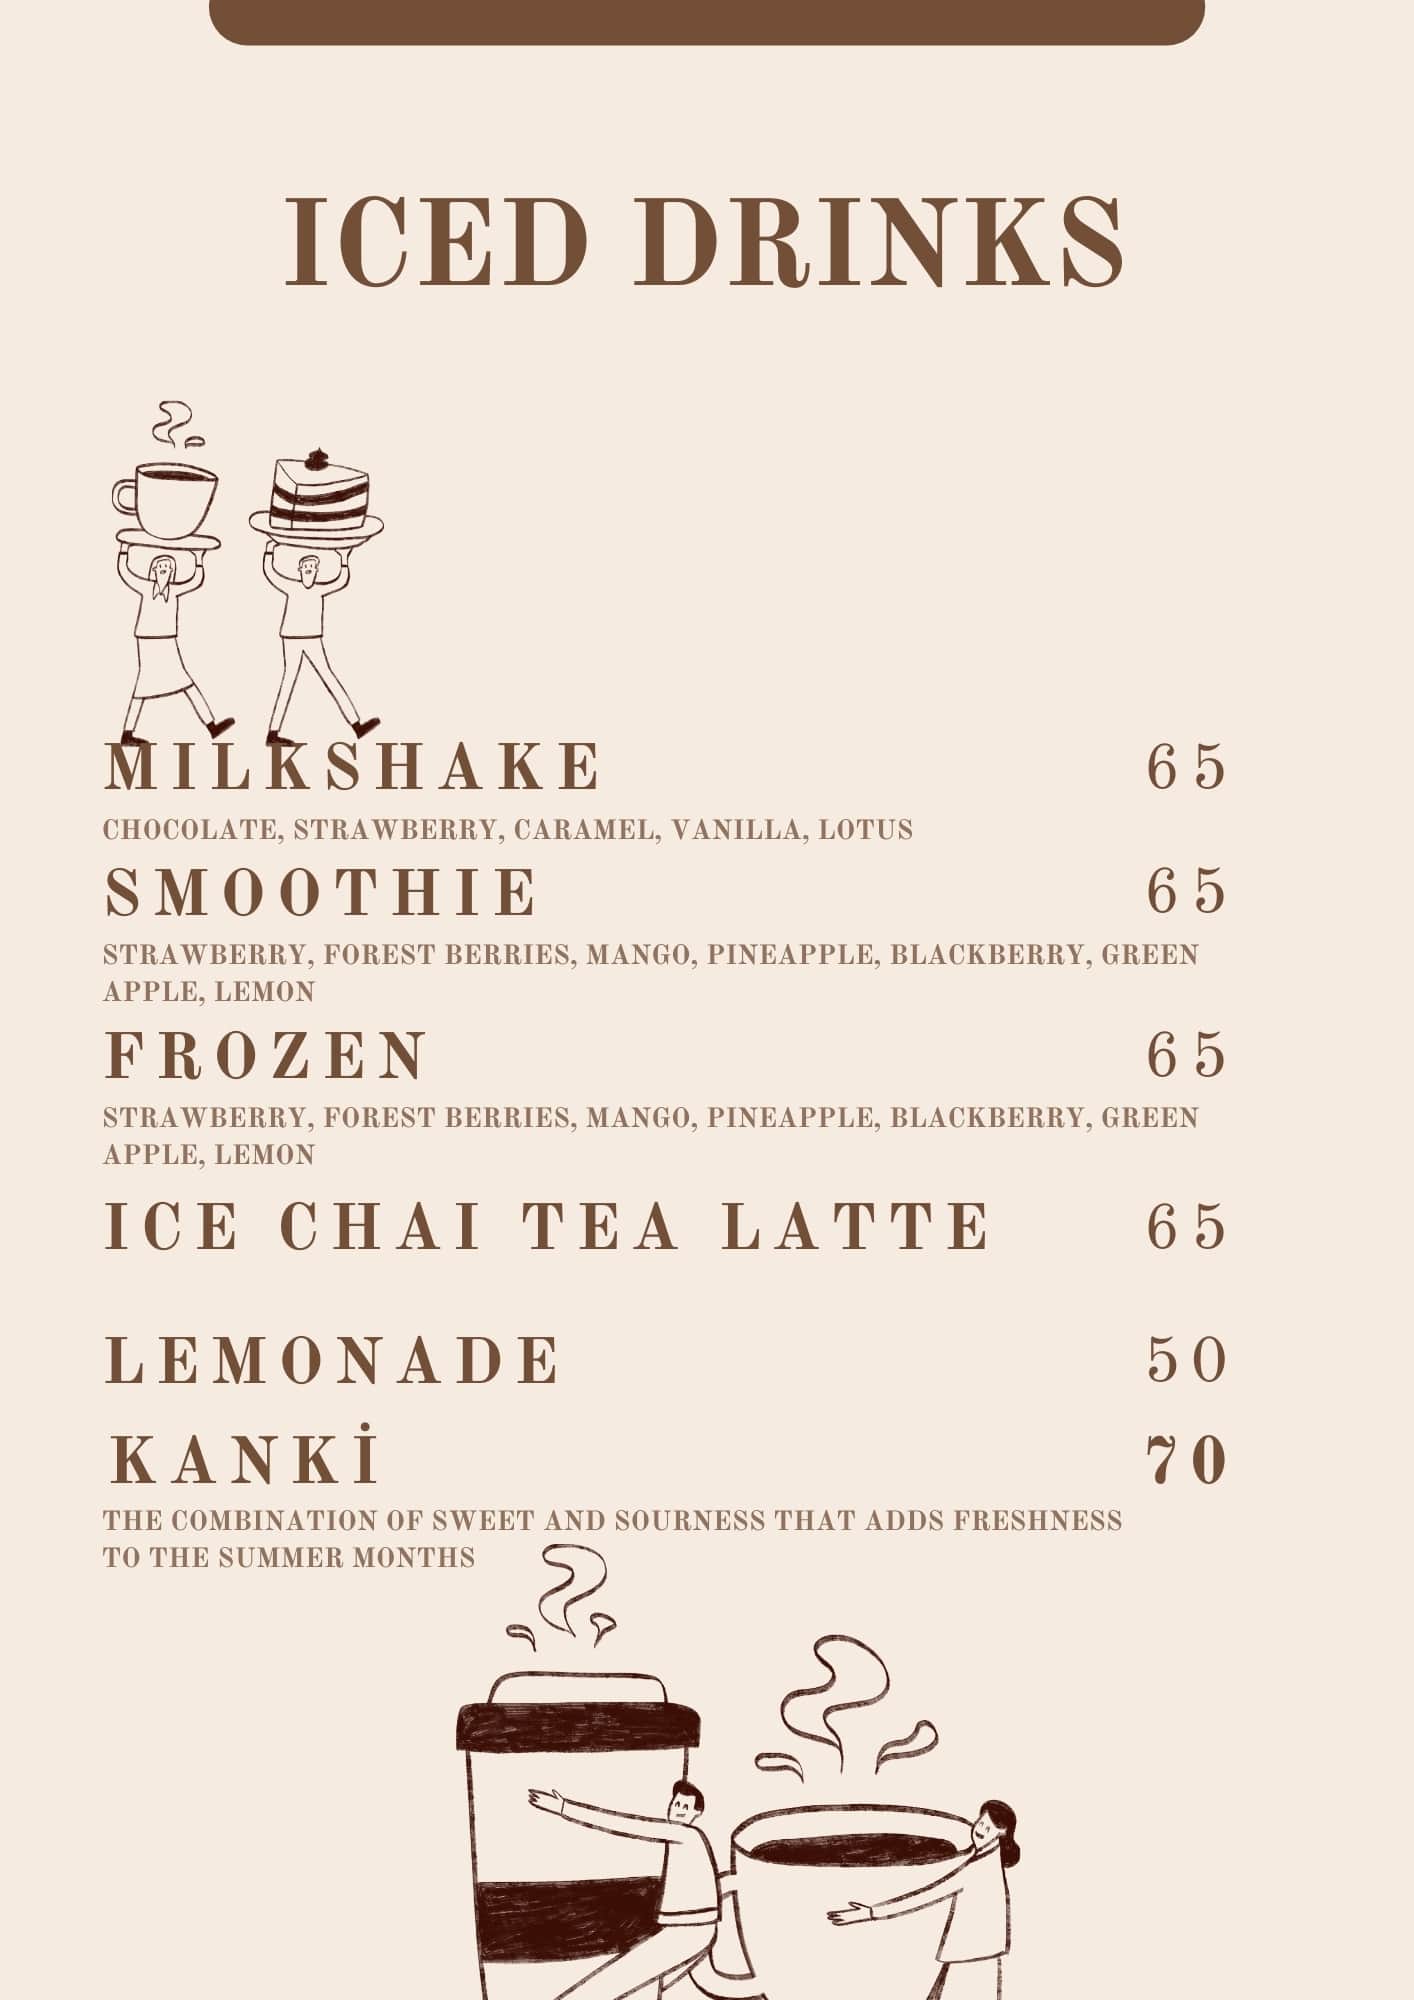 ICED DRINKS
MILKSHAKE 65
CHOCOLATE, STRAWBERRY, CARAMEL, VANILLA, LOTUS
SMOOTHIE 65
STRAWBERRY, FOREST BERRIES, MANGO, PINEAPPLE, BLACKBERRY, GREEN
APPLE, LEMON
FROZEN 65
STRAWBERRY, FOREST BERRIES, MANGO, PINEAPPLE, BLACKBERRY, GREEN
APPLE, LEMON
ICE CHAI TEA LATTE 65
LEMONADE 50
KANKİ 70
THE COMBINATION OF SWEET AND SOURNESS THAT ADDS FRESHNESS
TO THE SUMMER MONTHS